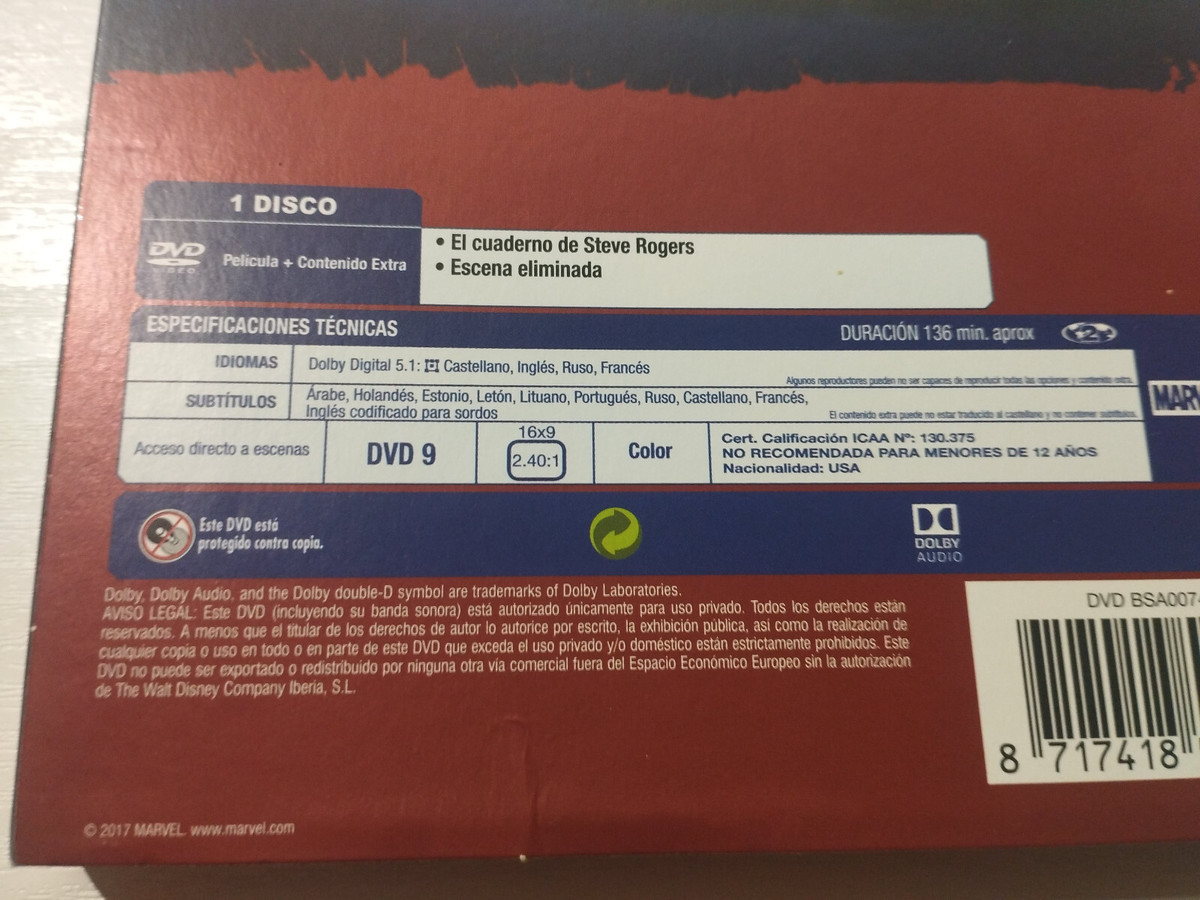 1 DISCO
DVD
VIDEO
Película + Contenido Extra
• El cuaderno de Steve Rogers
• Escena eliminada
ESPECIFICACIONES TÉCNICAS
DURACIÓN 136 min. aprox
2
IDIOMAS
Dolby Digital 5.1: Castellano, Inglés, Ruso, Francés
Algunos reproductores pueden no ser capaces de reproducir todas las opciones y contenido extra.
SUBTÍTULOS
Árabe, Holandés, Estonio, Letón, Lituano, Portugués, Ruso, Castellano, Francés,
Inglés codificado para sordos
El contenido extra puede no estar traducido al castellano y no contener subtítulos.
MARV
Acceso directo a escenas
DVD 9
16x9
2.40:1
Color
Cert. Calificación ICAA Nº: 130.375
NO RECOMENDADA PARA MENORES DE 12 AÑOS
Nacionalidad: USA
Este DVD está
protegido contra copia.
DOLBY
AUDIO
Dolby, Dolby Audio, and the Dolby double-D symbol are trademarks of Dolby Laboratories.
AVISO LEGAL: Este DVD (incluyendo su banda sonora) está autorizado únicamente para uso privado. Todos los derechos están
reservados. A menos que el titular de los derechos de autor lo autorice por escrito, la exhibición pública, así como la realización de
cualquier copia o uso en todo o en parte de este DVD que exceda el uso privado y/o doméstico están estrictamente prohibidos. Este
DVD no puede ser exportado o redistribuido por ninguna otra vía comercial fuera del Espacio Económico Europeo sin la autorización
de The Walt Disney Company Iberia, S.L.
DVD BSA0074
8 717418
© 2017 MARVEL. www.marvel.com